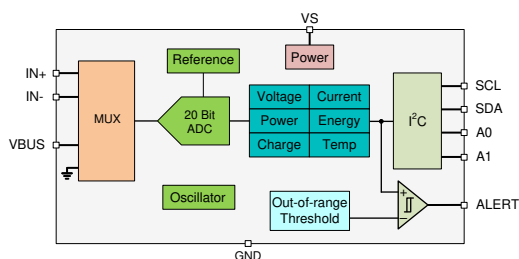 VS
Reference
Power
IN+
IN-
MUX
20 Bit
ADC
Voltage Current
Power Energy
Charge Temp
I²C
SCL
SDA
A0
A1
VBUS
Oscillator
Out-of-range
Threshold
+
−
ALERT
GND